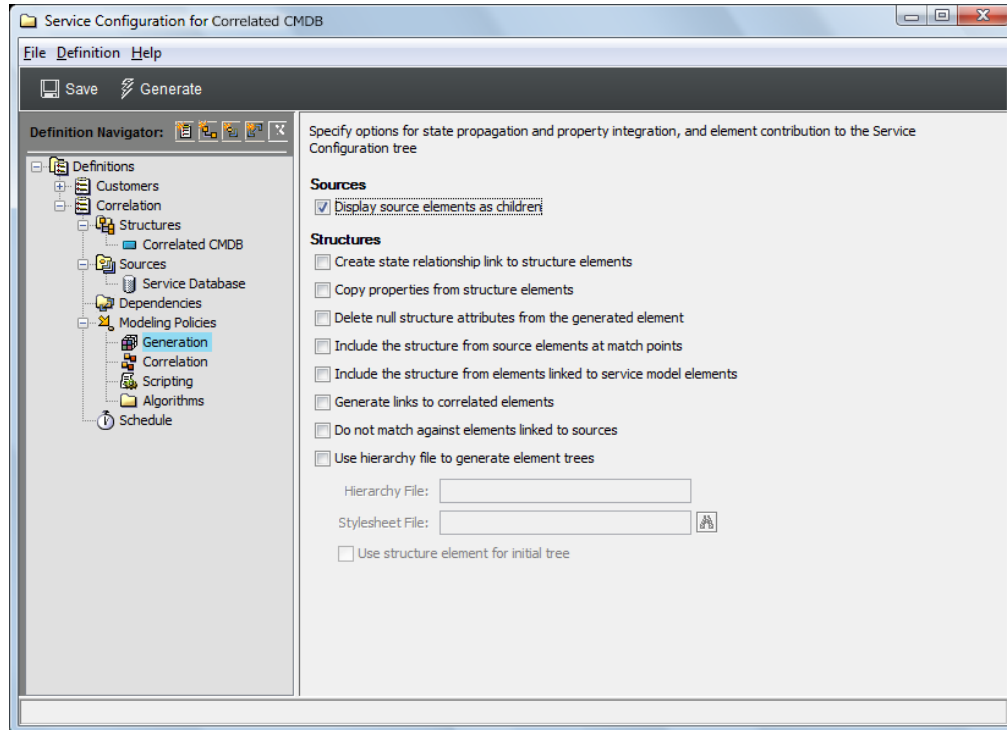 Service Configuration for Correlated CMDB
File Definition Help
Save Generate
Definition Navigator:
Definitions
Customers
Correlation
Structures
Correlated CMDB
Sources
Service Database
Dependencies
Modeling Policies
Generation
Correlation
Scripting
Algorithms
Schedule
Specify options for state propagation and property integration, and element contribution to the Service
Configuration tree
Sources
Display source elements as children
Structures
Create state relationship link to structure elements
Copy properties from structure elements
Delete null structure attributes from the generated element
Include the structure from source elements at match points
Include the structure from elements linked to service model elements
Generate links to correlated elements
Do not match against elements linked to sources
Use hierarchy file to generate element trees
Hierarchy File:
Stylesheet File:
Use structure element for initial tree